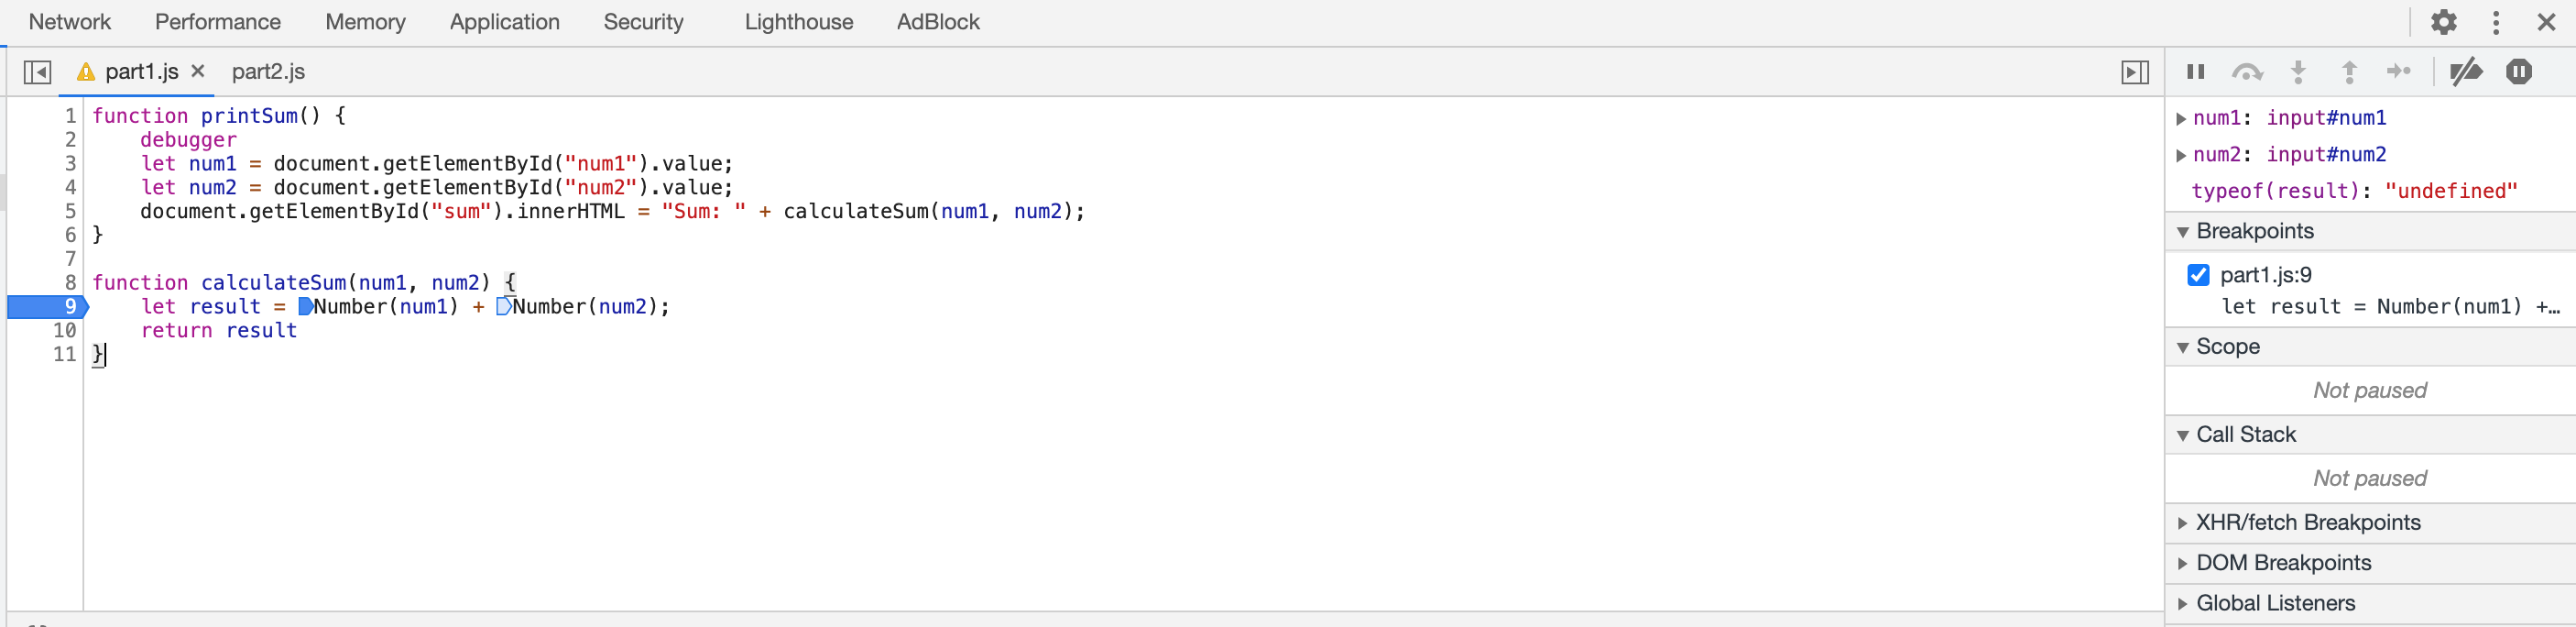 Network Performance Memory Application Security Lighthouse AdBlock
part1.js part2.js
1 function printSum() {
2     debugger
3     let num1 = document.getElementById("num1").value;
4     let num2 = document.getElementById("num2").value;
5     document.getElementById("sum").innerHTML = "Sum: " + calculateSum(num1, num2);
6 }
7
8 function calculateSum(num1, num2) {
9     let result = Number(num1) + Number(num2);
10     return result
11 }
num1: input#num1
num2: input#num2
typeof(result): "undefined"
Breakpoints
part1.js:9
let result = Number(num1) +…
Scope
Not paused
Call Stack
Not paused
XHR/fetch Breakpoints
DOM Breakpoints
Global Listeners